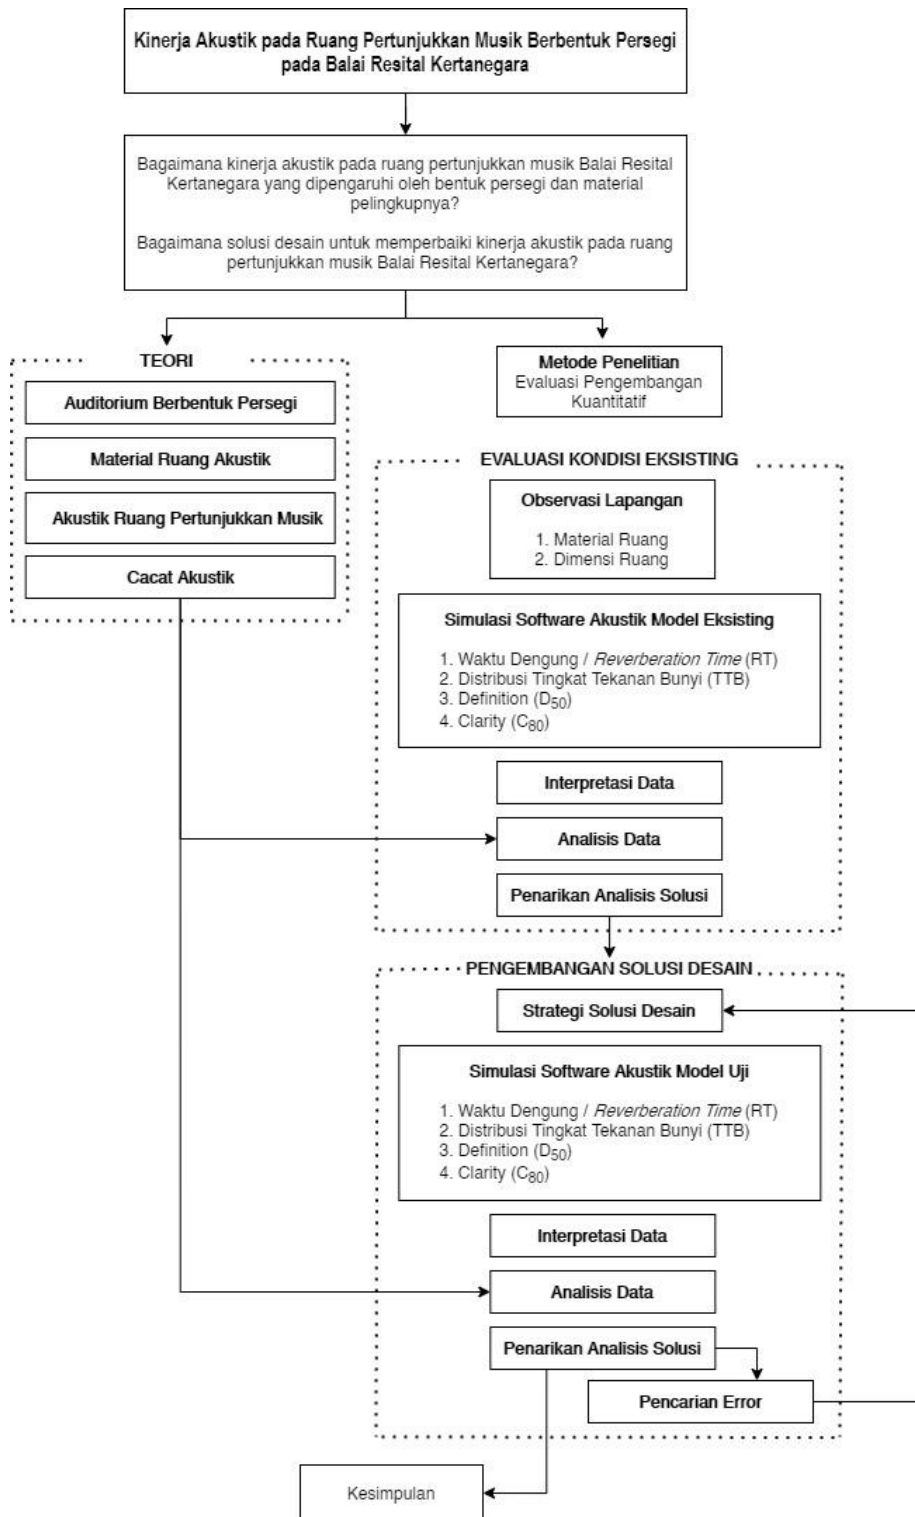 Kinerja Akustik pada Ruang Pertunjukkan Musik Berbentuk Persegi
pada Balai Resital Kertanegara
Bagaimana kinerja akustik pada ruang pertunjukkan musik Balai Resital
Kertanegara yang dipengaruhi oleh bentuk persegi dan material
pelingkupnya?
Bagaimana solusi desain untuk memperbaiki kinerja akustik pada ruang
pertunjukkan musik Balai Resital Kertanegara?
TEORI
Auditorium Berbentuk Persegi
Material Ruang Akustik
Akustik Ruang Pertunjukkan Musik
Cacat Akustik
Metode Penelitian
Evaluasi Pengembangan
Kuantitatif
EVALUASI KONDISI EKSISTING
Observasi Lapangan
1. Material Ruang
2. Dimensi Ruang
Simulasi Software Akustik Model Eksisting
1. Waktu Dengung / Reverberation Time (RT)
2. Distribusi Tingkat Tekanan Bunyi (TTB)
3. Definition (D50)
4. Clarity (C80)
Interpretasi Data
Analisis Data
Penarikan Analisis Solusi
PENGEMBANGAN SOLUSI DESAIN
Strategi Solusi Desain
Simulasi Software Akustik Model Uji
1. Waktu Dengung / Reverberation Time (RT)
2. Distribusi Tingkat Tekanan Bunyi (TTB)
3. Definition (D50)
4. Clarity (C80)
Interpretasi Data
Analisis Data
Penarikan Analisis Solusi
Pencarian Error
Kesimpulan